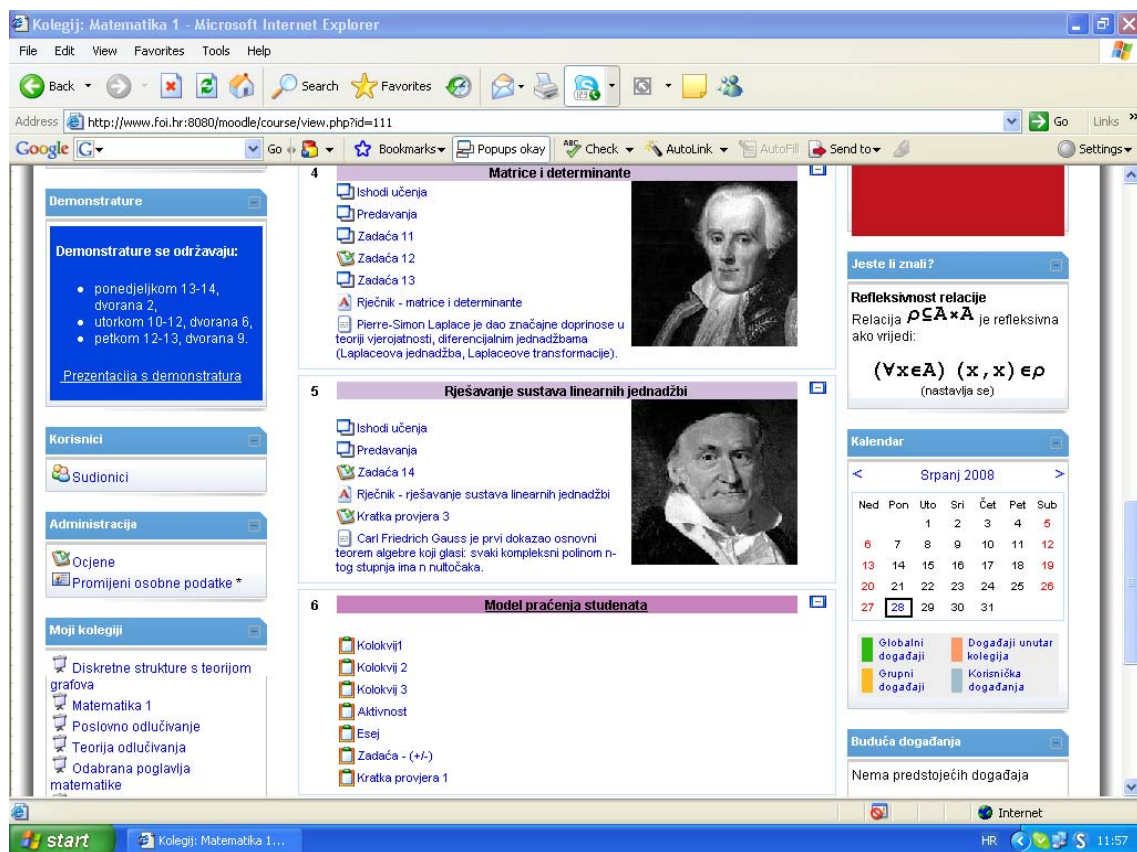 Kolegij: Matematika 1 - Microsoft Internet Explorer
File Edit View Favorites Tools Help
Back Search Favorites
Address http://www.foi.hr:8080/moodle/course/view.php?id=111 Go Links »
Google G Go Bookmarks Popups okay ABC Check AutoLink AutoFill Send to Settings
Demonstrature
Demonstrature se održavaju:
• ponedjeljkom 13-14,
dvorana 2,
• utorkom 10-12, dvorana 6,
• petkom 12-13, dvorana 9.
Prezentacija s demonstratura
Korisnici
Sudionici
Administracija
Ocjene
Promijeni osobne podatke *
Moji kolegiji
Diskretne strukture s teorijom
grafova
Matematika 1
Poslovno odlučivanje
Teorija odlučivanja
Odabrana poglavlja
matematike
4 Matrice i determinante
Ishodi učenja
Predavanja
Zadaća 11
Zadaća 12
Zadaća 13
Rječnik - matrice i determinante
Pierre-Simon Laplace je dao značajne doprinose u
teoriji vjerojatnosti, diferencijalnim jednadžbama
(Laplaceova jednadžba, Laplaceove transformacije).
5 Rješavanje sustava linearnih jednadžbi
Ishodi učenja
Predavanja
Zadaća 14
Rječnik - rješavanje sustava linearnih jednadžbi
Kratka provjera 3
Carl Friedrich Gauss je prvi dokazao osnovni
teorem algebre koji glasi: svaki kompleksni polinom n-
tog stupnja ima n nultočaka.
6 Model praćenja studenata
Kolokvij1
Kolokvij 2
Kolokvij 3
Aktivnost
Esej
Zadaća - (+/-)
Kratka provjera 1
Jeste li znali?
Refleksivnost relacije
Relacija ρ⊆A×A je refleksivna
ako vrijedi:
(∀x∈A) (x,x)∈ρ
(nastavlja se)
Kalendar
< Srpanj 2008 >
Ned Pon Uto Sri Čet Pet Sub
1 2 3 4 5
6 7 8 9 10 11 12
13 14 15 16 17 18 19
20 21 22 23 24 25 26
27 28 29 30 31
Globalni događaji
Događaji unutar kolegija
Grupni događaji
Korisnička događanja
Buduća događanja
Nema predstojećih događaja
Internet
start Kolegij: Matematika 1... HR 11:57